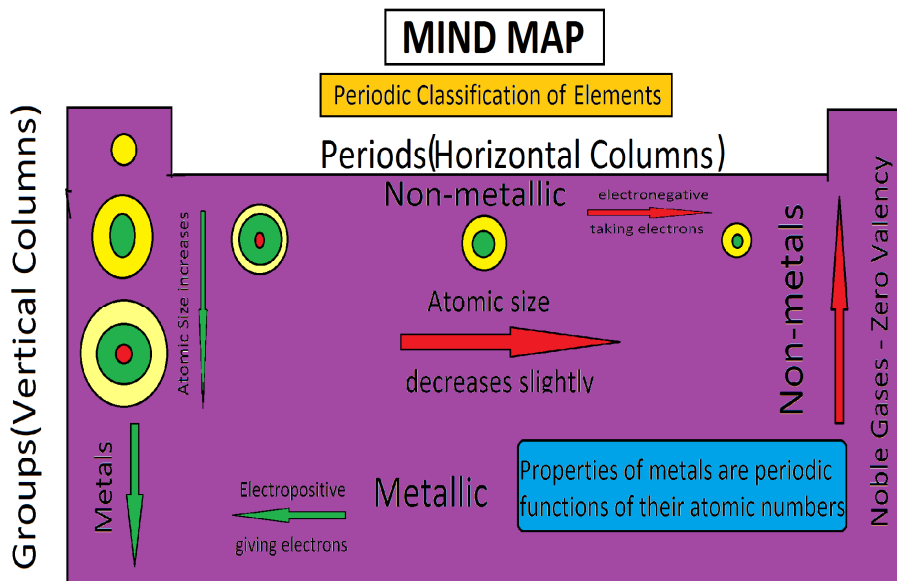 MIND MAP
Periodic Classification of Elements
Periods(Horizontal Columns)
Groups(Vertical Columns)
Non-metallic
electronegative
taking electrons
Atomic Size increases
Atomic size
decreases slightly
Non-metals
Noble Gases - Zero Valency
Metals
Electropositive
giving electrons
Metallic
Properties of metals are periodic
functions of their atomic numbers